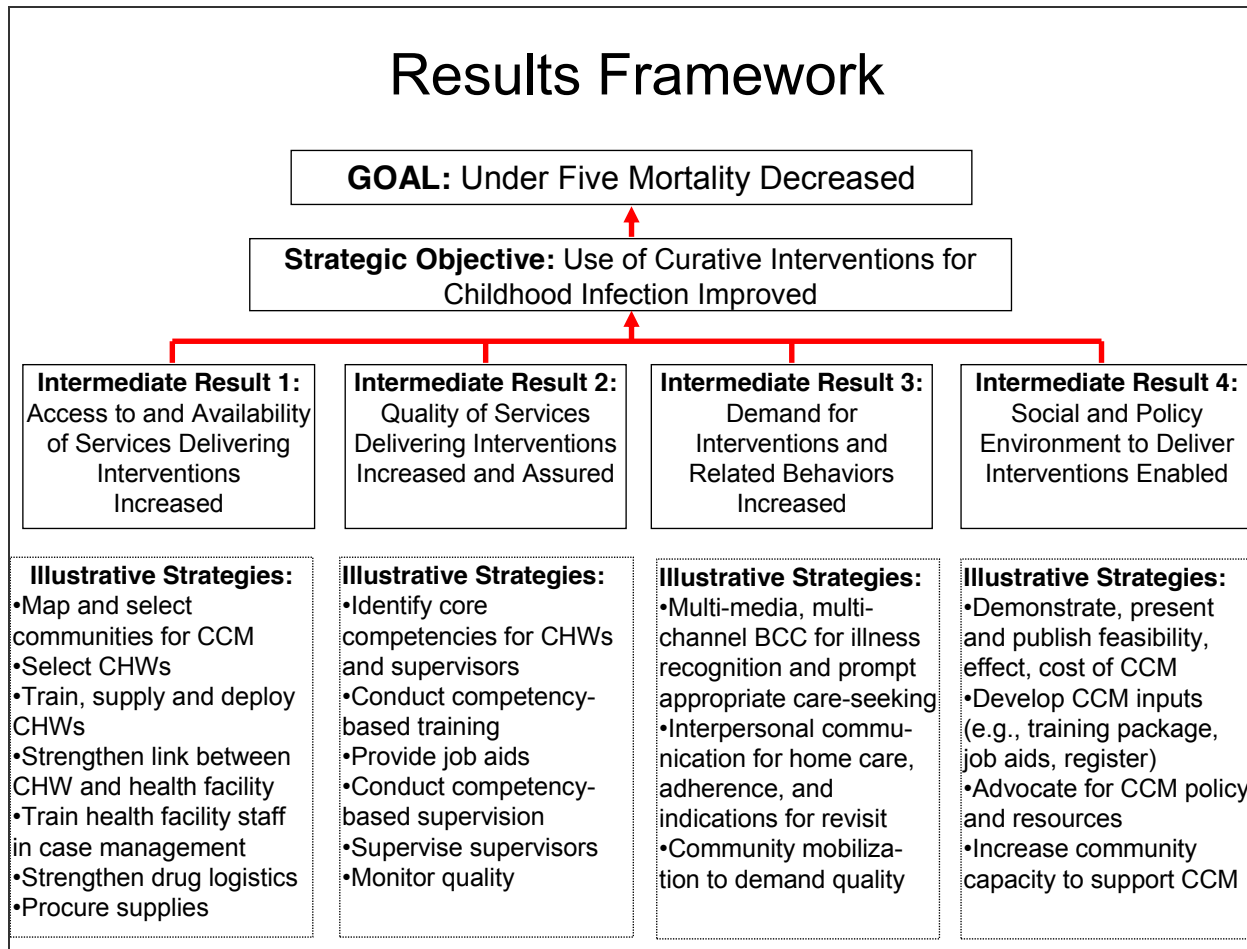 Results Framework
GOAL: Under Five Mortality Decreased
Strategic Objective: Use of Curative Interventions for
Childhood Infection Improved
Intermediate Result 1:
Access to and Availability
of Services Delivering
Interventions
Increased
Intermediate Result 2:
Quality of Services
Delivering Interventions
Increased and Assured
Intermediate Result 3:
Demand for
Interventions and
Related Behaviors
Increased
Intermediate Result 4:
Social and Policy
Environment to Deliver
Interventions Enabled
Illustrative Strategies:
•Map and select
communities for CCM
•Select CHWs
•Train, supply and deploy
CHWs
•Strengthen link between
CHW and health facility
•Train health facility staff
in case management
•Strengthen drug logistics
•Procure supplies
Illustrative Strategies:
•Identify core
competencies for CHWs
and supervisors
•Conduct competency-
based training
•Provide job aids
•Conduct competency-
based supervision
•Supervise supervisors
•Monitor quality
Illustrative Strategies:
•Multi-media, multi-
channel BCC for illness
recognition and prompt
appropriate care-seeking
•Interpersonal commu-
nication for home care,
adherence, and
indications for revisit
•Community mobiliza-
tion to demand quality
Illustrative Strategies:
•Demonstrate, present
and publish feasibility,
effect, cost of CCM
•Develop CCM inputs
(e.g., training package,
job aids, register)
•Advocate for CCM policy
and resources
•Increase community
capacity to support CCM